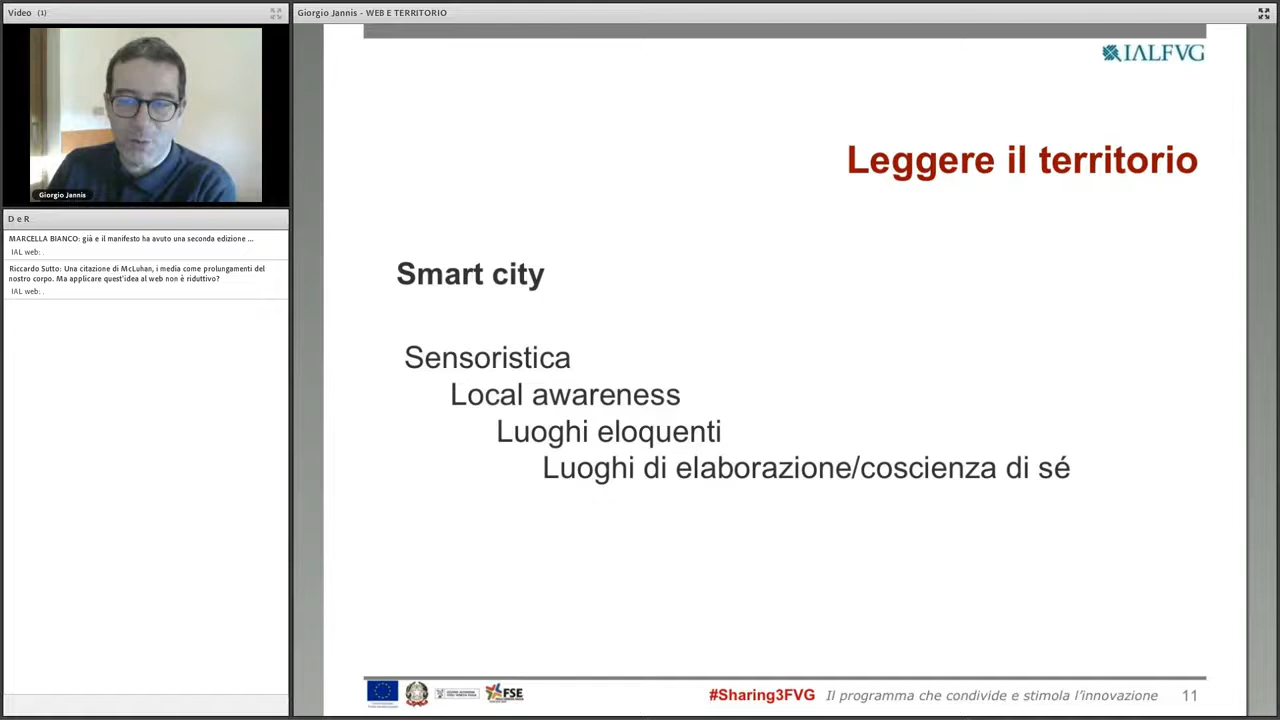 Video (1)
Giorgio Jannis - WEB E TERRITORIO
Giorgio Jannis
D e R
MARCELLA BIANCO: già e il manifesto ha avuto una seconda edizione ...
IAL web: .
Riccardo Sutto: Una citazione di McLuhan, i media come prolungamenti del
nostro corpo. Ma applicare quest'idea al web non è riduttivo?
IAL web: .
IALFVG
Leggere il territorio
Smart city
Sensoristica
Local awareness
Luoghi eloquenti
Luoghi di elaborazione/coscienza di sé
FSE
#Sharing3FVG Il programma che condivide e stimola l'innovazione 11